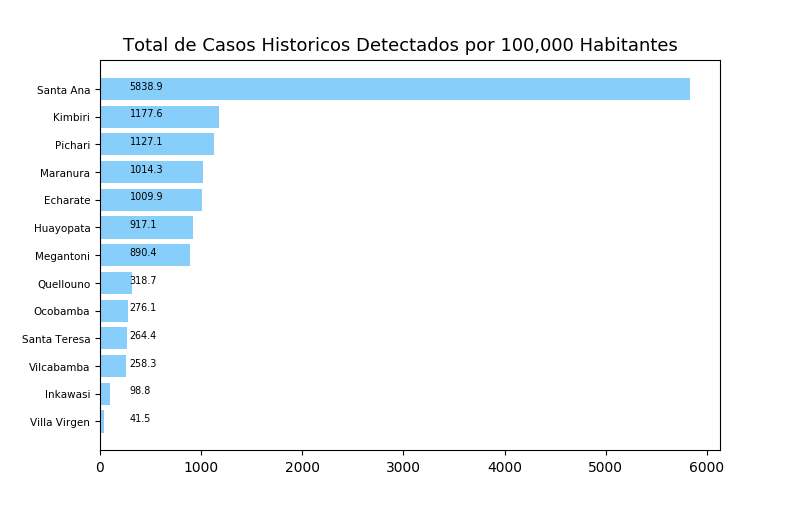 Total de Casos Historicos Detectados por 100,000 Habitantes
Santa Ana 5838.9
Kimbiri 1177.6
Pichari 1127.1
Maranura 1014.3
Echarate 1009.9
Huayopata 917.1
Megantoni 890.4
Quellouno 318.7
Ocobamba 276.1
Santa Teresa 264.4
Vilcabamba 258.3
Inkawasi 98.8
Villa Virgen 41.5
0 1000 2000 3000 4000 5000 6000